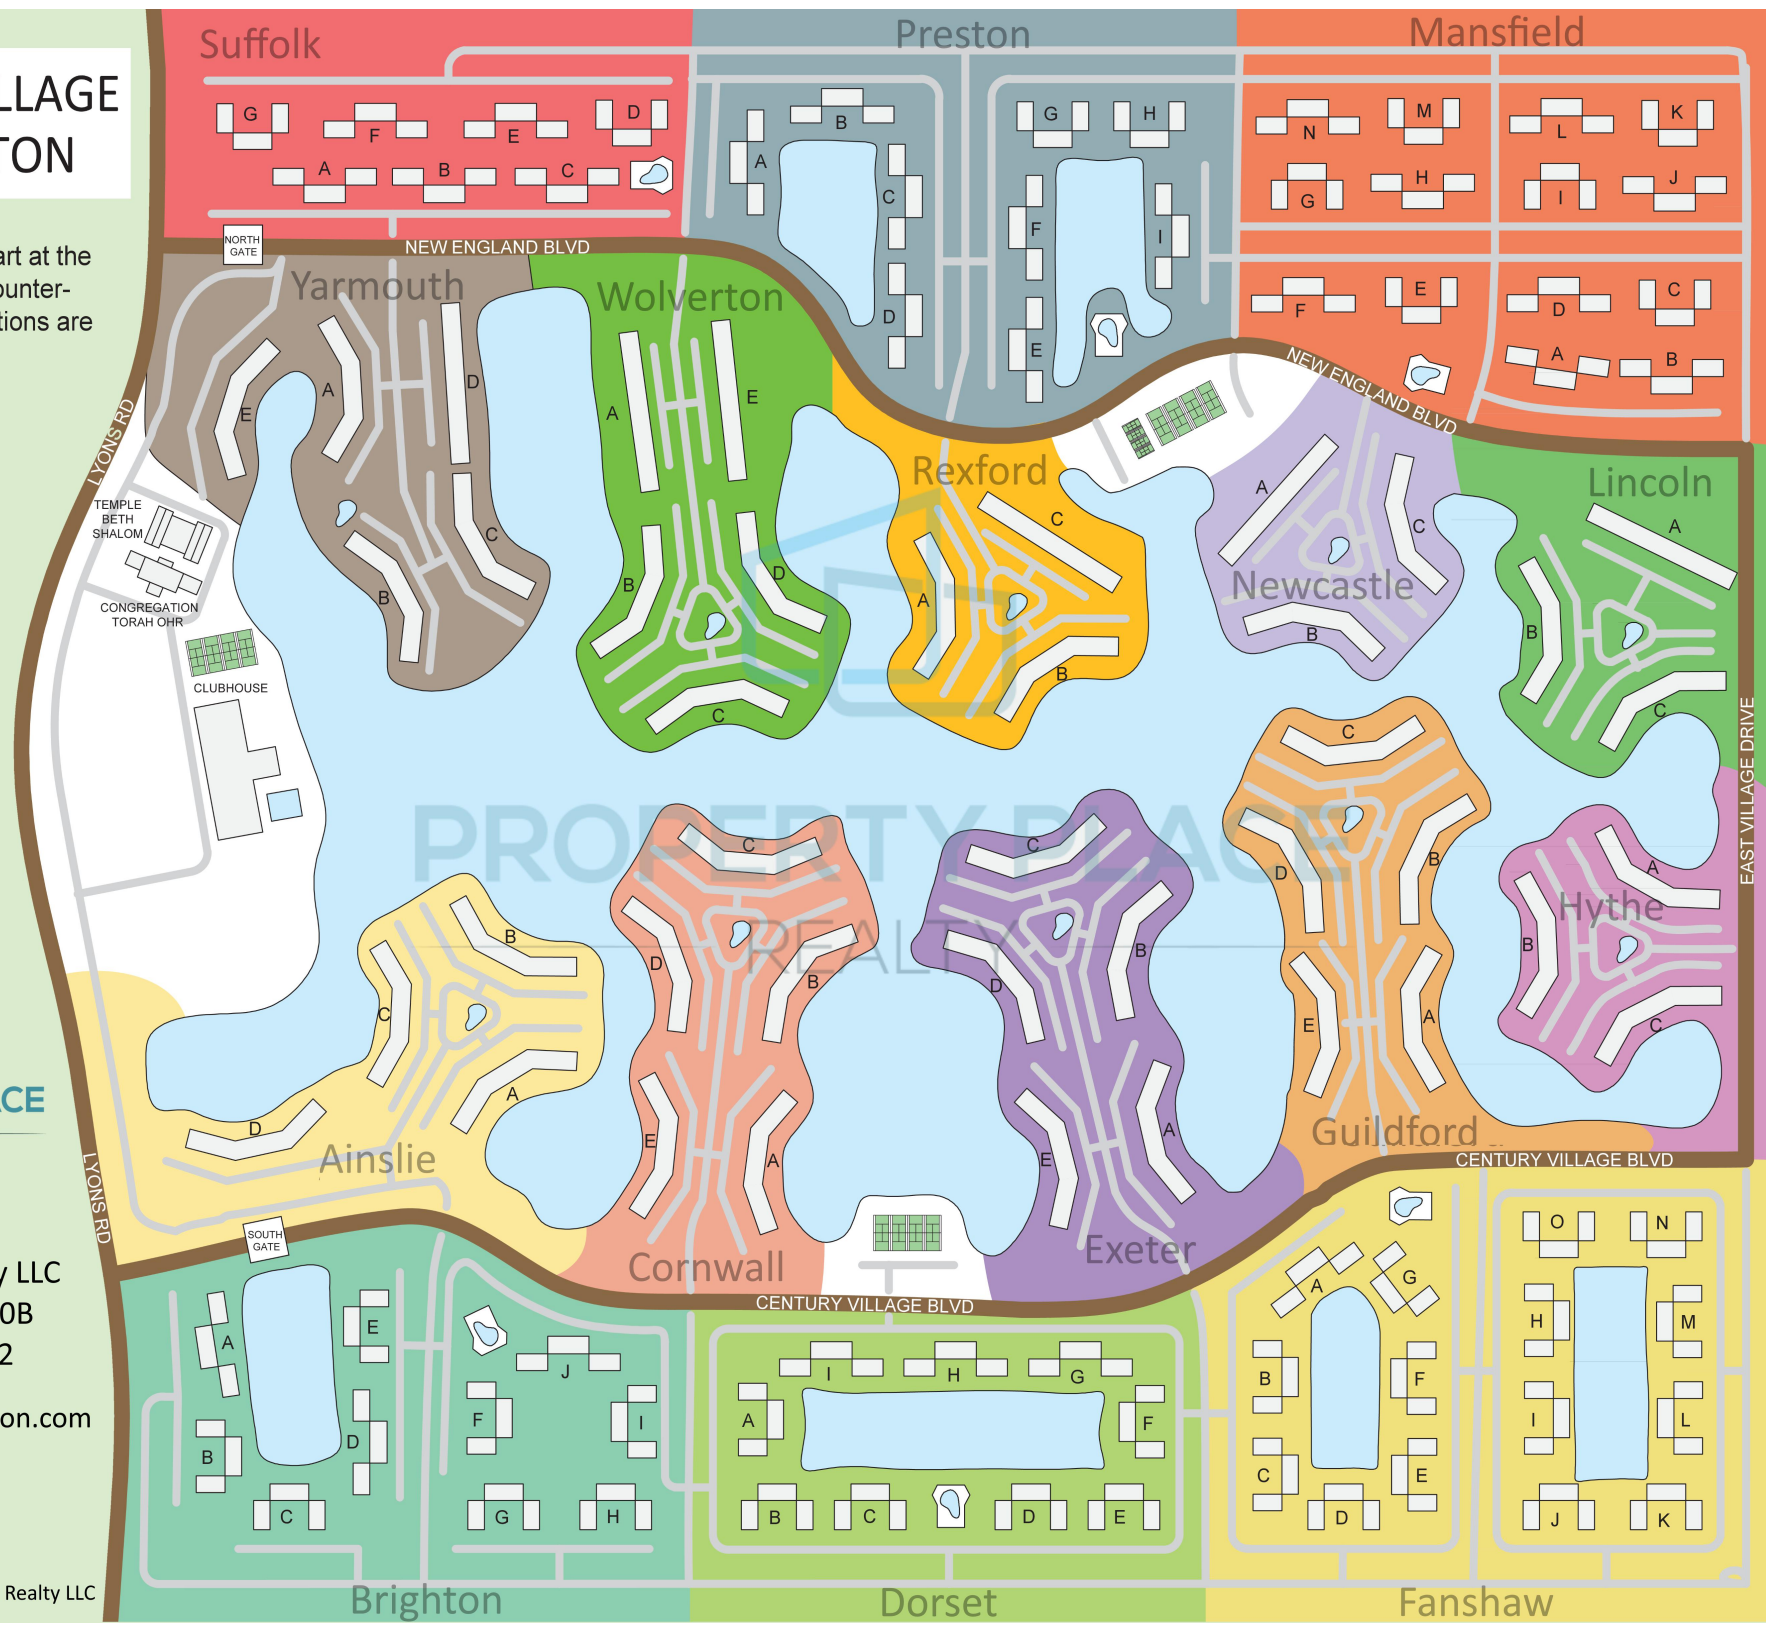 LLAGE
TON
art at the
ounter-
tions are
CE
y LLC
0B
2
on.com
Realty LLC
Suffolk
G
F
E
D
A
B
C
Preston
B
A
C
D
G
H
F
I
E
Mansfield
N
M
L
K
G
H
I
J
F
E
D
C
A
B
NORTH
GATE
NEW ENGLAND BLVD
NEW ENGLAND BLVD
LYONS RD
Yarmouth
E
A
D
C
B
Wolverton
A
E
B
D
C
Rexford
C
A
B
Newcastle
A
C
B
Lincoln
A
B
C
TEMPLE
BETH
SHALOM
CONGREGATION
TORAH OHR
CLUBHOUSE
EAST VILLAGE DRIVE
PROPERTY PLACE
REALTY
Ainslie
B
C
A
D
Cornwall
C
D
B
E
A
Exeter
C
B
D
A
E
Guildford
C
D
B
E
A
Hythe
A
B
C
LYONS RD
SOUTH
GATE
CENTURY VILLAGE BLVD
CENTURY VILLAGE BLVD
A
E
B
D
C
J
F
I
G
H
Brighton
I
H
G
A
F
B
C
D
E
Dorset
A
G
B
F
C
E
D
O
N
H
M
I
L
J
K
Fanshaw